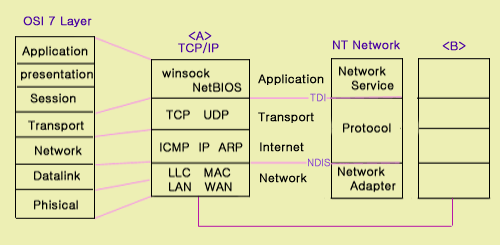 OSI 7 Layer
Application
presentation
Session
Transport
Network
Datalink
Phisical
<A>
TCP/IP
winsock
NetBIOS
TCP UDP
ICMP IP ARP
LLC MAC
LAN WAN
Application
Transport
Internet
Network
TDI
NDIS
NT Network
Network
Service
Protocol
Network
Adapter
<B>